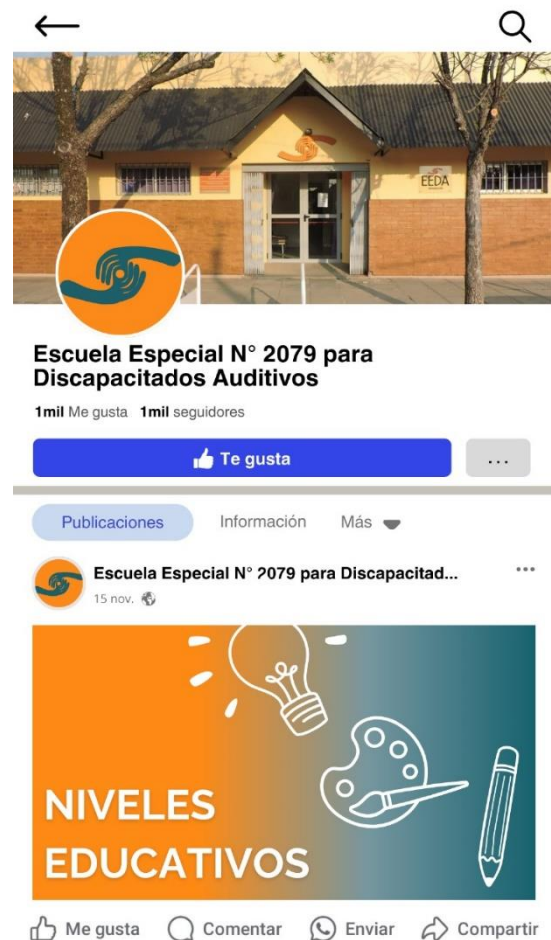 EEDA
Escuela Especial N° 2079 para
Discapacitados Auditivos
1mil Me gusta 1mil seguidores
Te gusta
...
Publicaciones Información Más
Escuela Especial N° 2079 para Discapacitad...
15 nov.
NIVELES
EDUCATIVOS
Me gusta Comentar Enviar Compartir